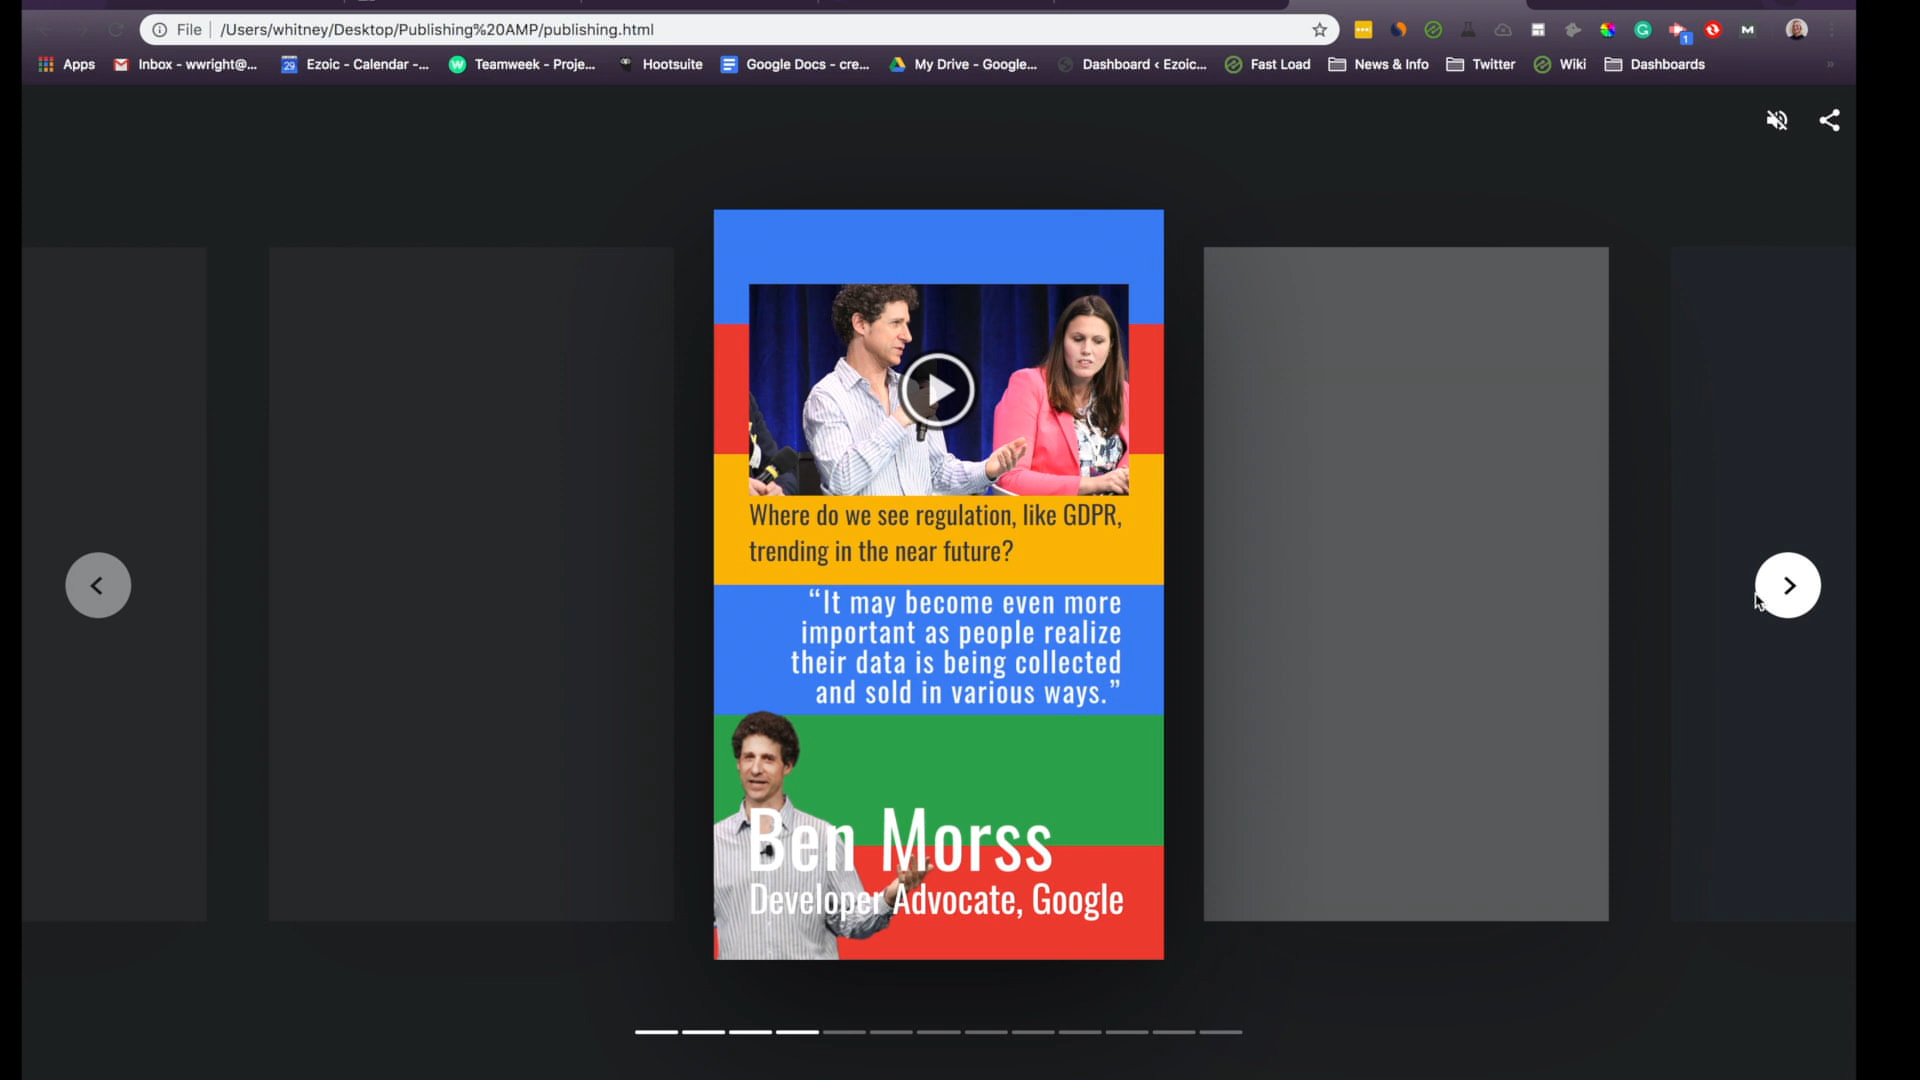 File /Users/whitney/Desktop/Publishing%20AMP/publishing.html
1
Apps Inbox - wwright@... 29 Ezoic - Calendar -... W Teamweek - Proje... Hootsuite Google Docs - cre... My Drive - Google... Dashboard < Ezoic... Fast Load News & Info Twitter Wiki Dashboards »
Where do we see regulation, like GDPR,
trending in the near future?
“It may become even more
important as people realize
their data is being collected
and sold in various ways.”
Ben Morss
Developer Advocate, Google